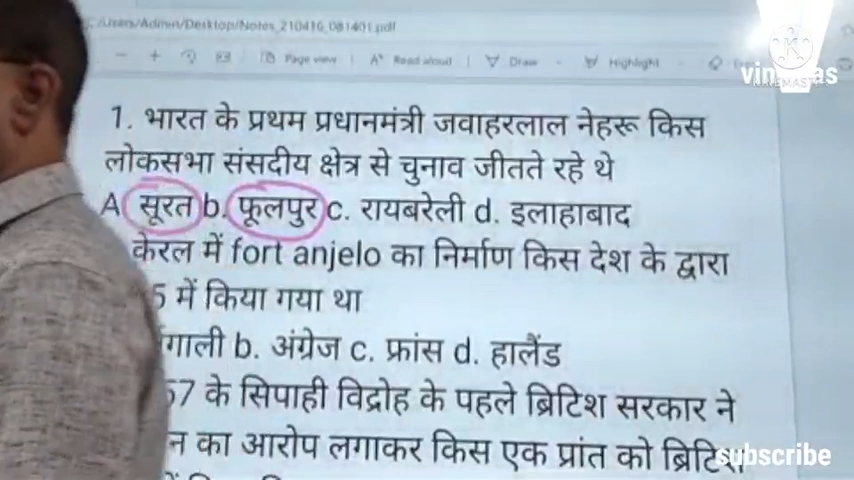 /Users/Admin/Desktop/Notes_210416_081401.pdf
Page view
Read aloud
Draw
Highlight
vin as
1. भारत के प्रथम प्रधानमंत्री जवाहरलाल नेहरू किस
लोकसभा संसदीय क्षेत्र से चुनाव जीतते रहे थे
A सूरत b. फूलपुर c. रायबरेली d. इलाहाबाद
केरल में fort anjelo का निर्माण किस देश के द्वारा
5 में किया गया था
गाली b. अंग्रेज c. फ्रांस d. हालैंड
57 के सिपाही विद्रोह के पहले ब्रिटिश सरकार ने
न का आरोप लगाकर किस एक प्रांत को ब्रिटिश
subscribe